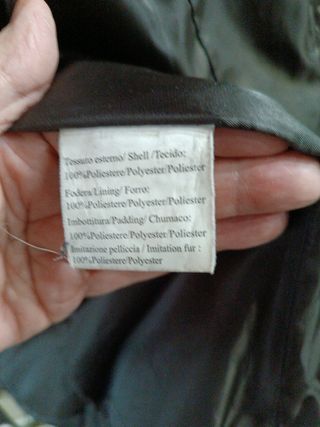 Tessuto esterno/ Shell /Tecido:
100%Poliestere/Polyester/Poliester
Fodera/Lining/ Forro:
100%Poliestere/Polyester/Poliester
Imbottitura/Padding/ Chumaco:
100%Poliestere/Polyester/Poliester
Imitazione pelliccia / Imitation fur :
100%Poliestere/Polyester